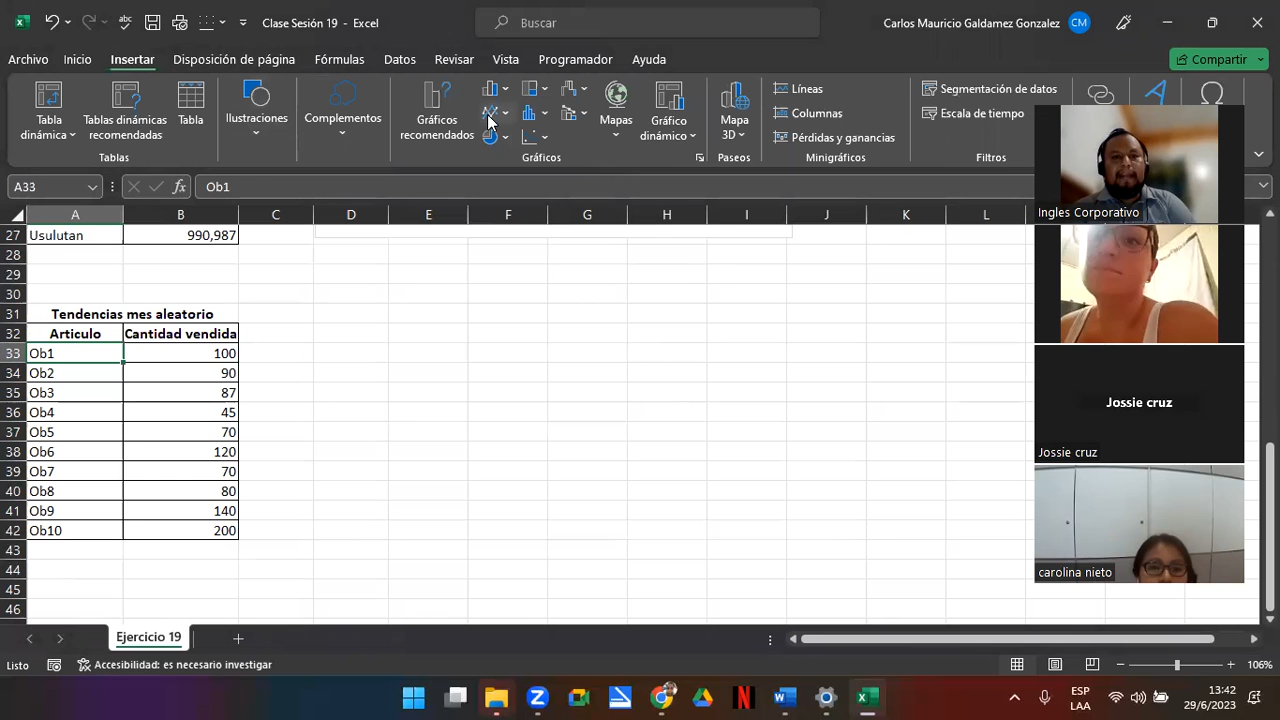 Clase Sesión 19 - Excel
Buscar
Carlos Mauricio Galdamez Gonzalez
CM
Archivo
Inicio
Insertar
Disposición de página
Fórmulas
Datos
Revisar
Vista
Programador
Ayuda
Compartir
Tabla dinámica
Tablas dinámicas recomendadas
Tabla
Tablas
Ilustraciones
Complementos
Gráficos recomendados
Mapas
Gráfico dinámico
Gráficos
Mapa 3D
Paseos
Líneas
Columnas
Pérdidas y ganancias
Minigráficos
Segmentación de datos
Escala de tiempo
Filtros
A33
Ob1
A B C D E F G H I J K L
27 Usulutan 990,987
28
29
30
31 Tendencias mes aleatorio
32 Articulo Cantidad vendida
33 Ob1 100
34 Ob2 90
35 Ob3 87
36 Ob4 45
37 Ob5 70
38 Ob6 120
39 Ob7 70
40 Ob8 80
41 Ob9 140
42 Ob10 200
43
44
45
46
Ingles Corporativo
Jossie cruz
Jossie cruz
carolina nieto
Ejercicio 19
Listo
Accesibilidad: es necesario investigar
106%
ESP
LAA
13:42
29/6/2023